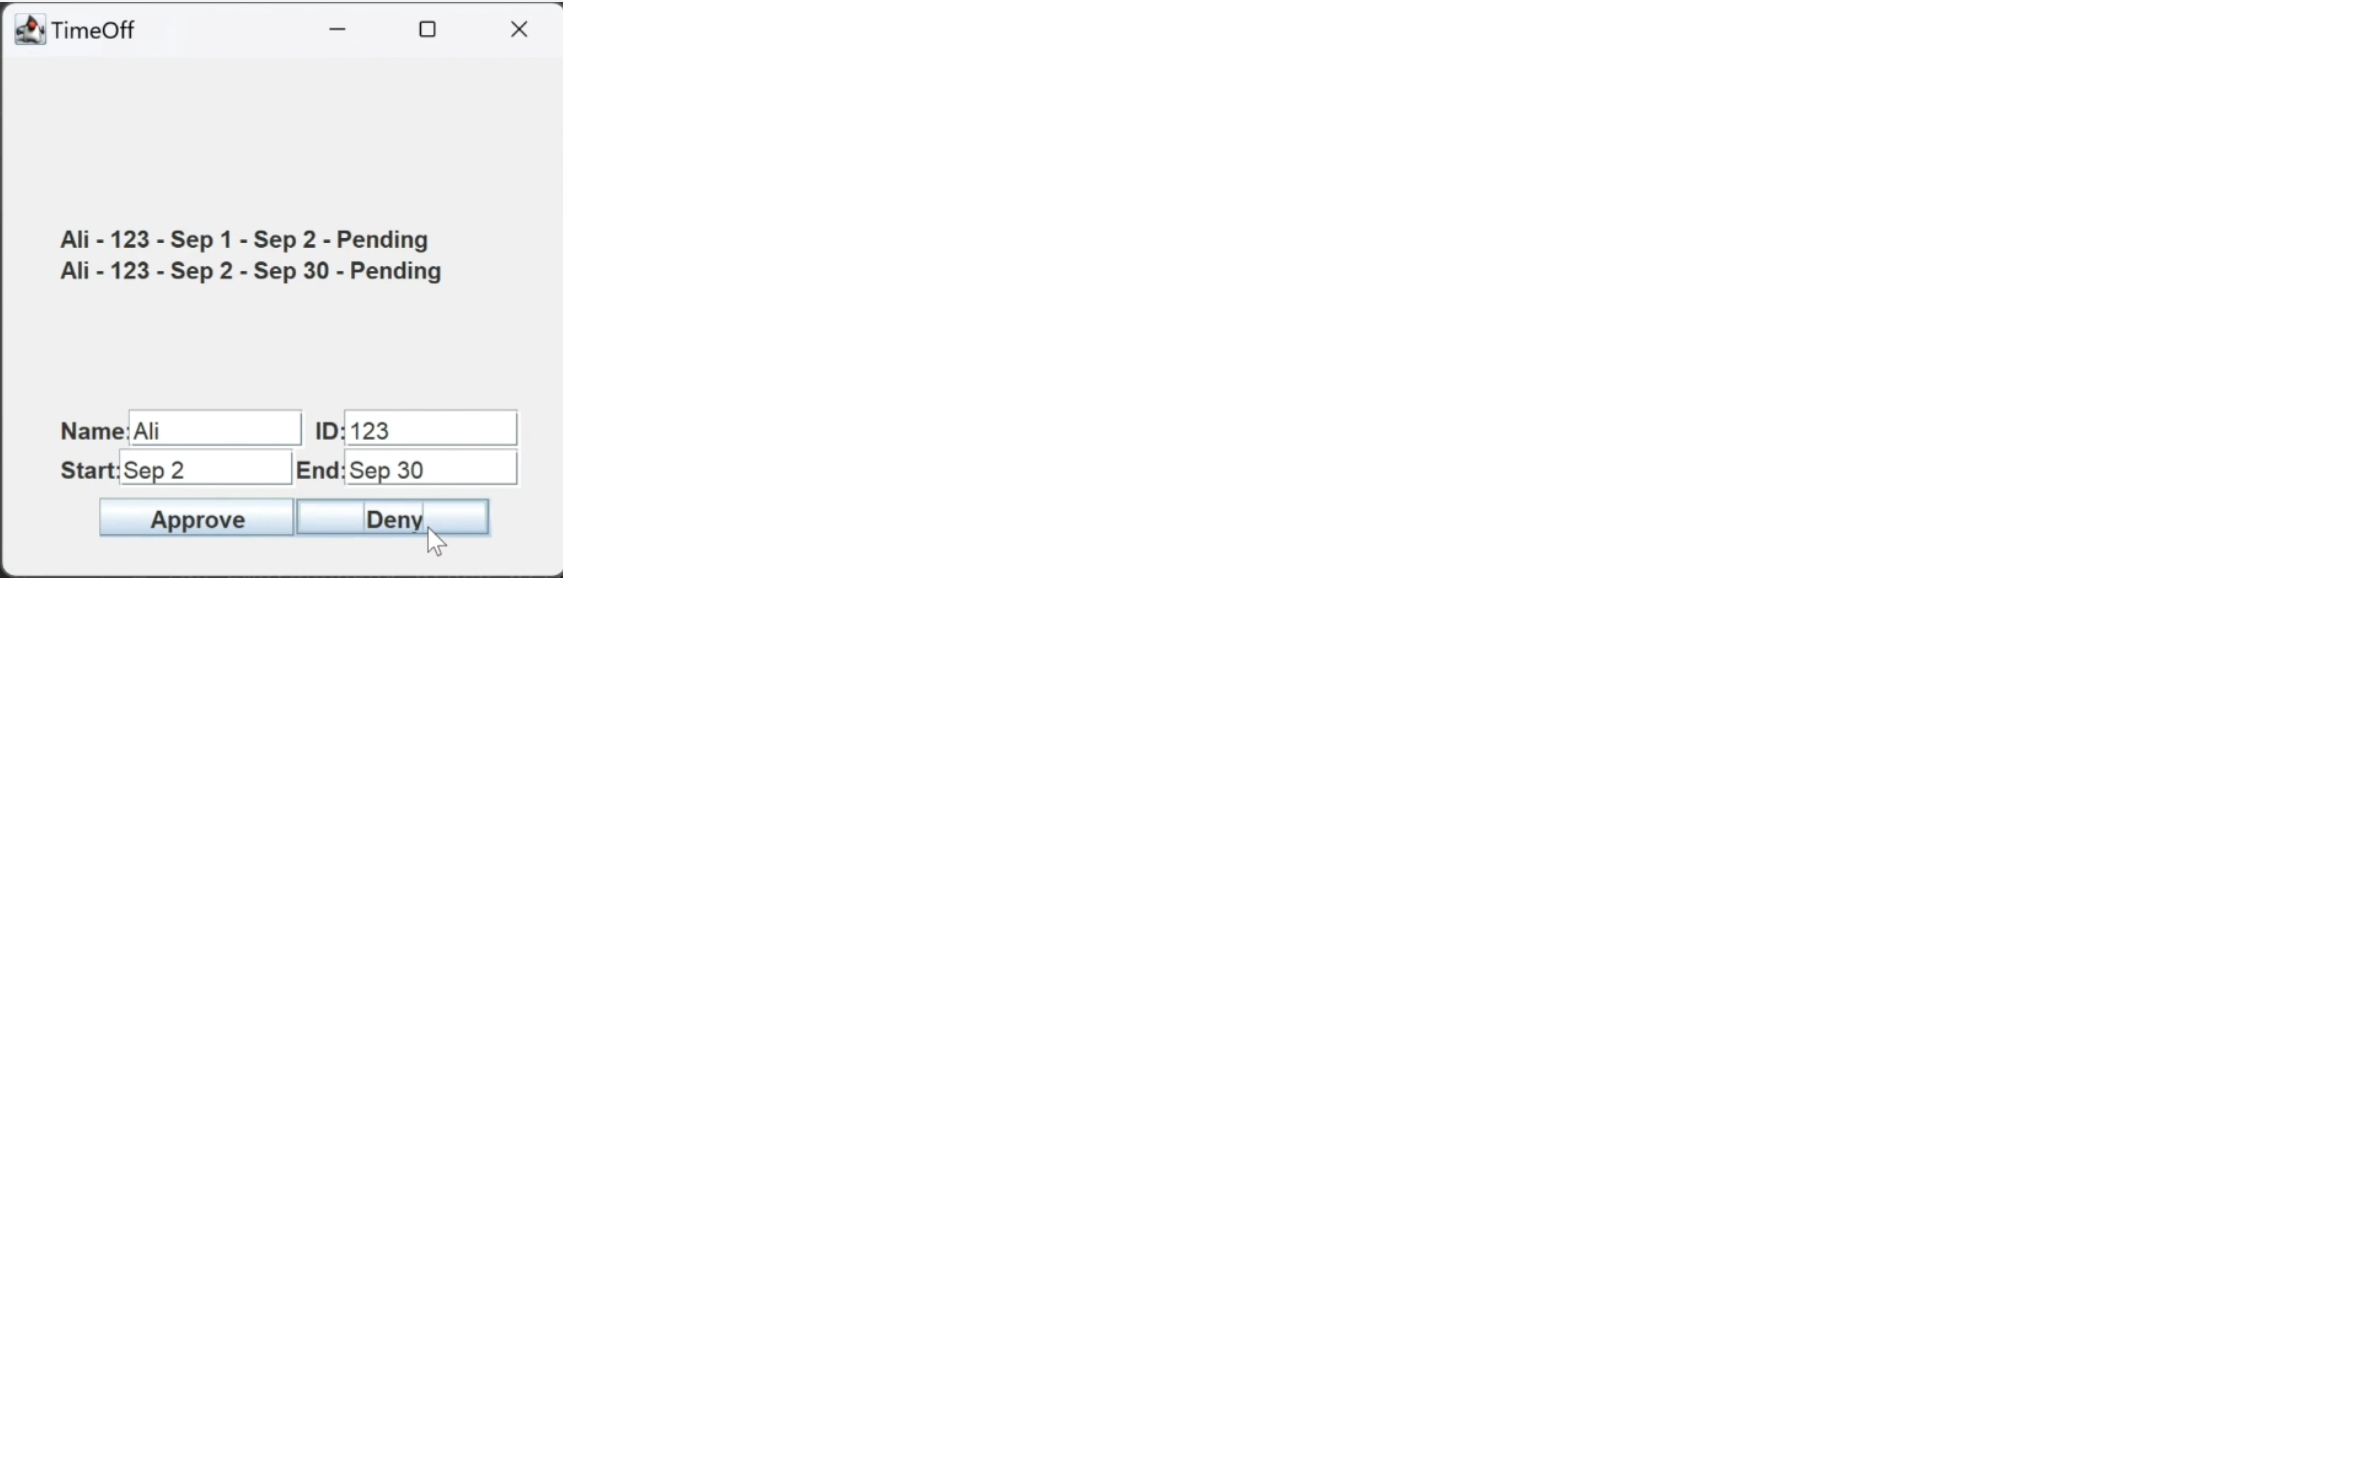 TimeOff
Ali - 123 - Sep 1 - Sep 2 - Pending
Ali - 123 - Sep 2 - Sep 30 - Pending
Name: Ali ID: 123
Start: Sep 2 End: Sep 30
Approve Deny